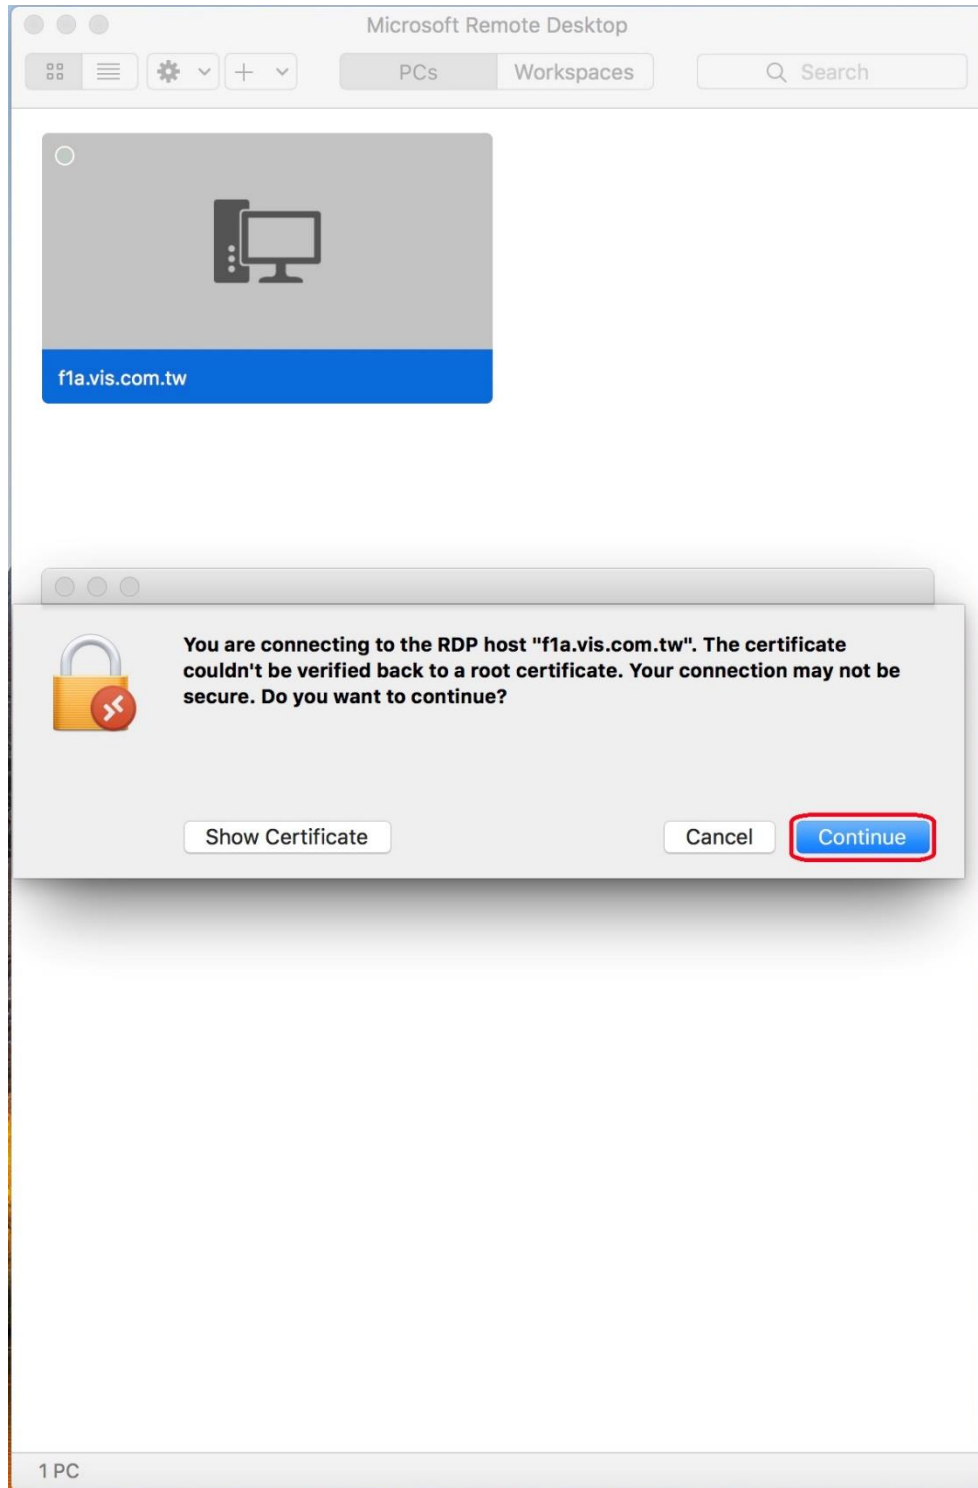 Microsoft Remote Desktop
PCs
Workspaces
Search
f1a.vis.com.tw
You are connecting to the RDP host "f1a.vis.com.tw". The certificate
couldn't be verified back to a root certificate. Your connection may not be
secure. Do you want to continue?
Show Certificate
Cancel
Continue
1 PC